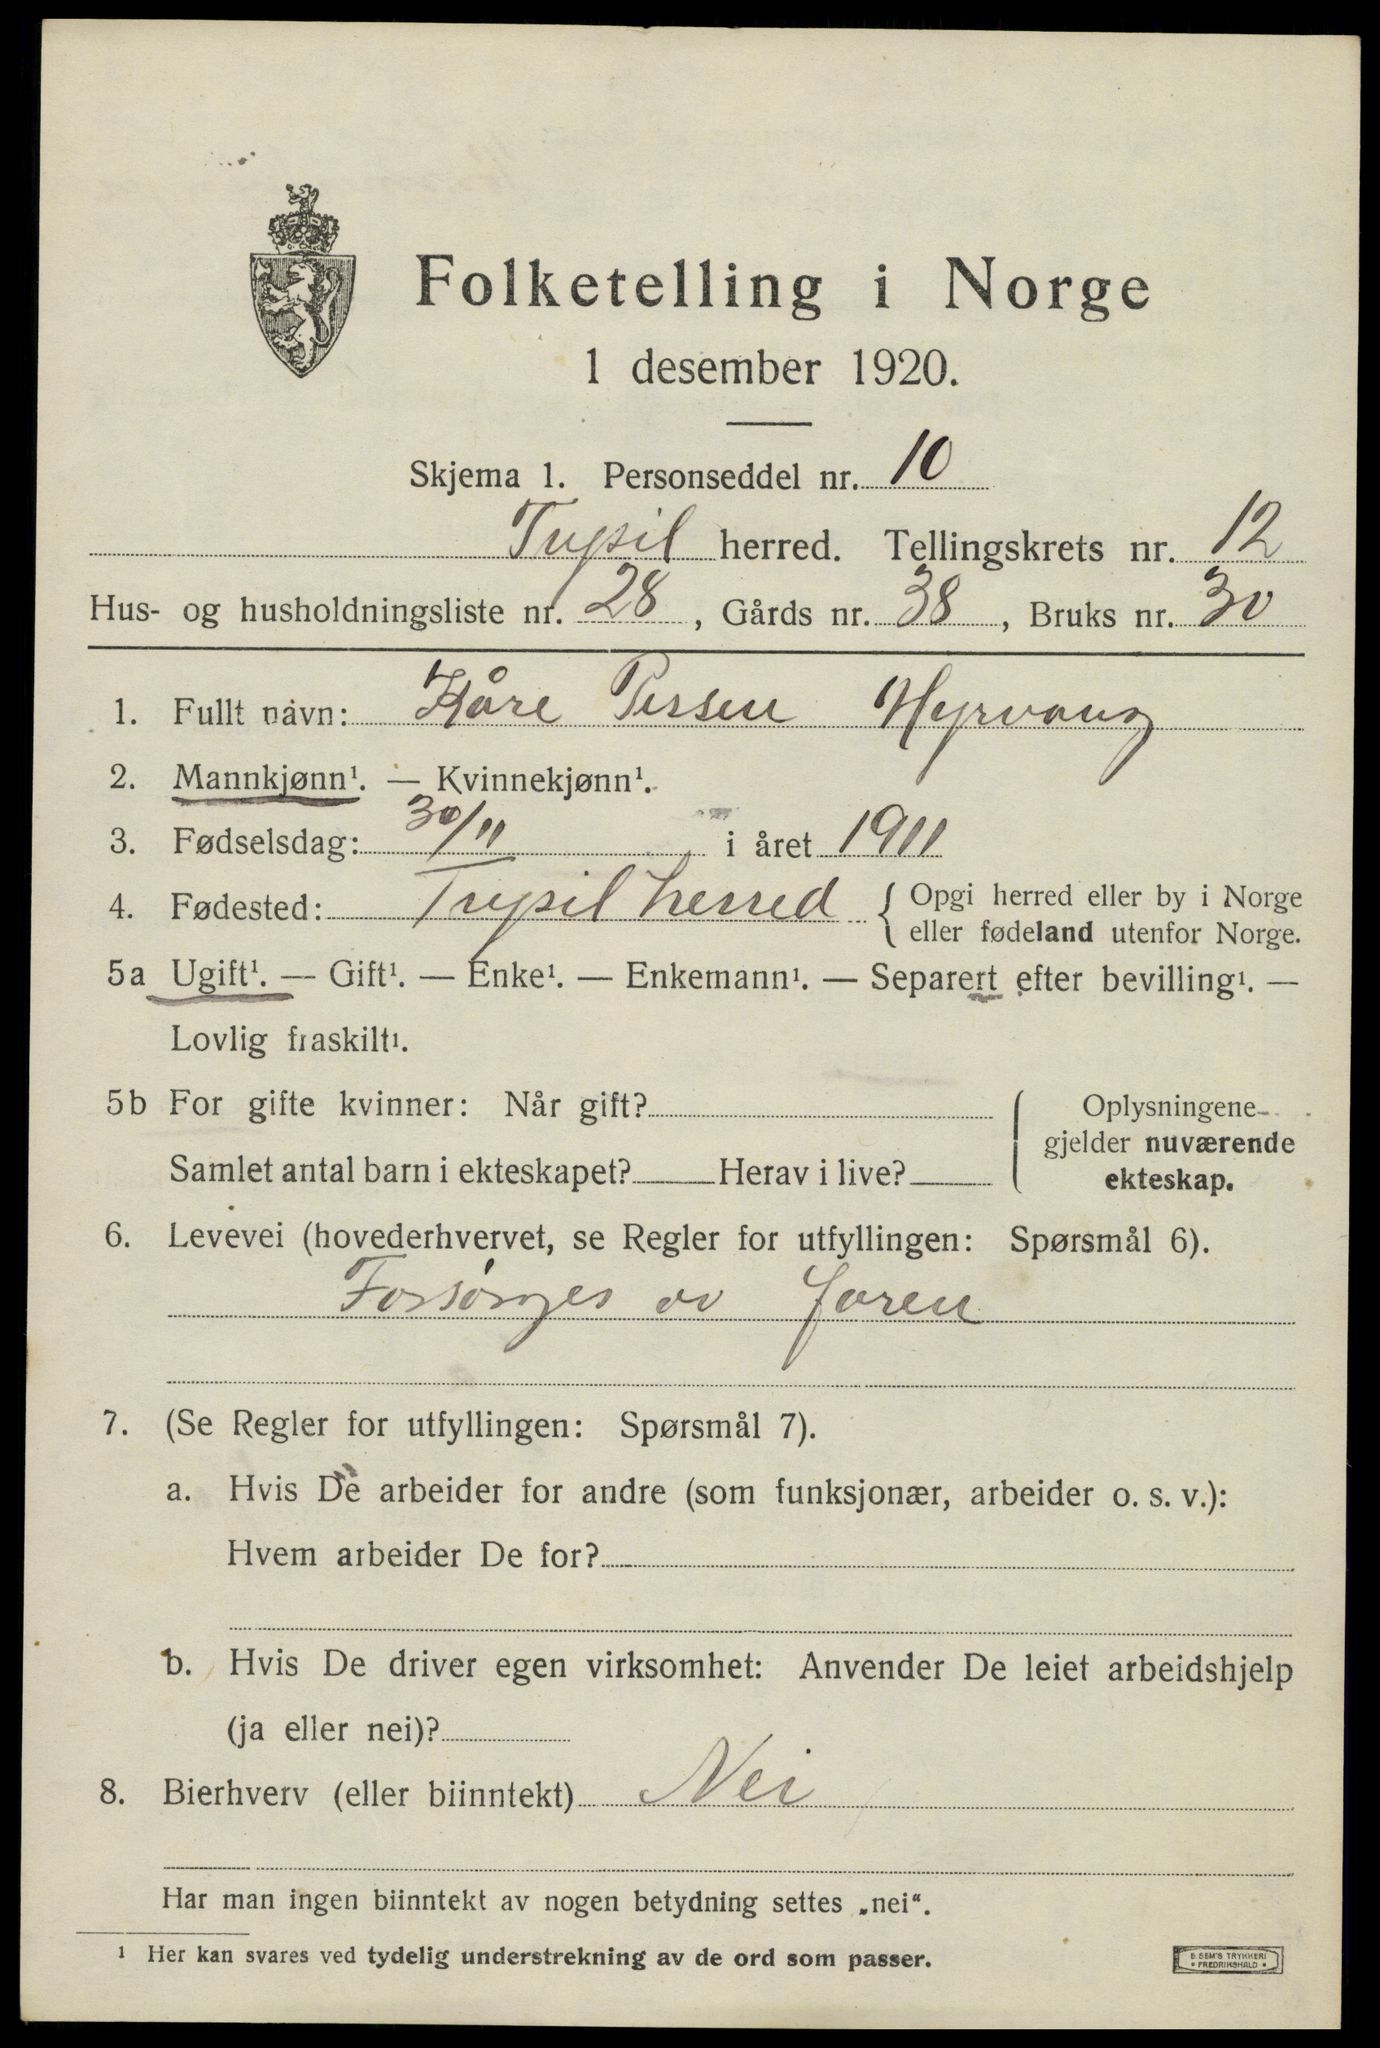 Folketelling i Norge
1 desember 1920.
Skjema 1. Personseddel nr. 10
Trysil herred. Tellingskrets nr. 12
Hus- og husholdningsliste nr. 28, Gårds nr. 38, Bruks nr. 30
1. Fullt navn: Kåre Persen Hyrvang
2. Mannkjønn¹. — Kvinnekjønn¹.
3. Fødselsdag: 30/11 i året 1911
4. Fødested: Trysil herred { Opgi herred eller by i Norge
eller fødeland utenfor Norge.
5a Ugift¹. — Gift¹. — Enke¹. — Enkemann¹. — Separert efter bevilling¹. —
Lovlig fraskilt¹.
5b For gifte kvinner: Når gift?
Samlet antal barn i ekteskapet? Herav i live?
Oplysningene
gjelder nuværende
ekteskap.
6. Levevei (hovederhvervet, se Regler for utfyllingen: Spørsmål 6).
Forsørges av faren
7. (Se Regler for utfyllingen: Spørsmål 7).
a. Hvis De arbeider for andre (som funksjonær, arbeider o. s. v.):
Hvem arbeider De for?
b. Hvis De driver egen virksomhet: Anvender De leiet arbeidshjelp
(ja eller nei)?
8. Bierhverv (eller biinntekt) Nei
Har man ingen biinntekt av nogen betydning settes „nei“.
¹ Her kan svares ved tydelig understrekning av de ord som passer.
E. SEM'S TRYKKERI
• FREDRIKSHALD •